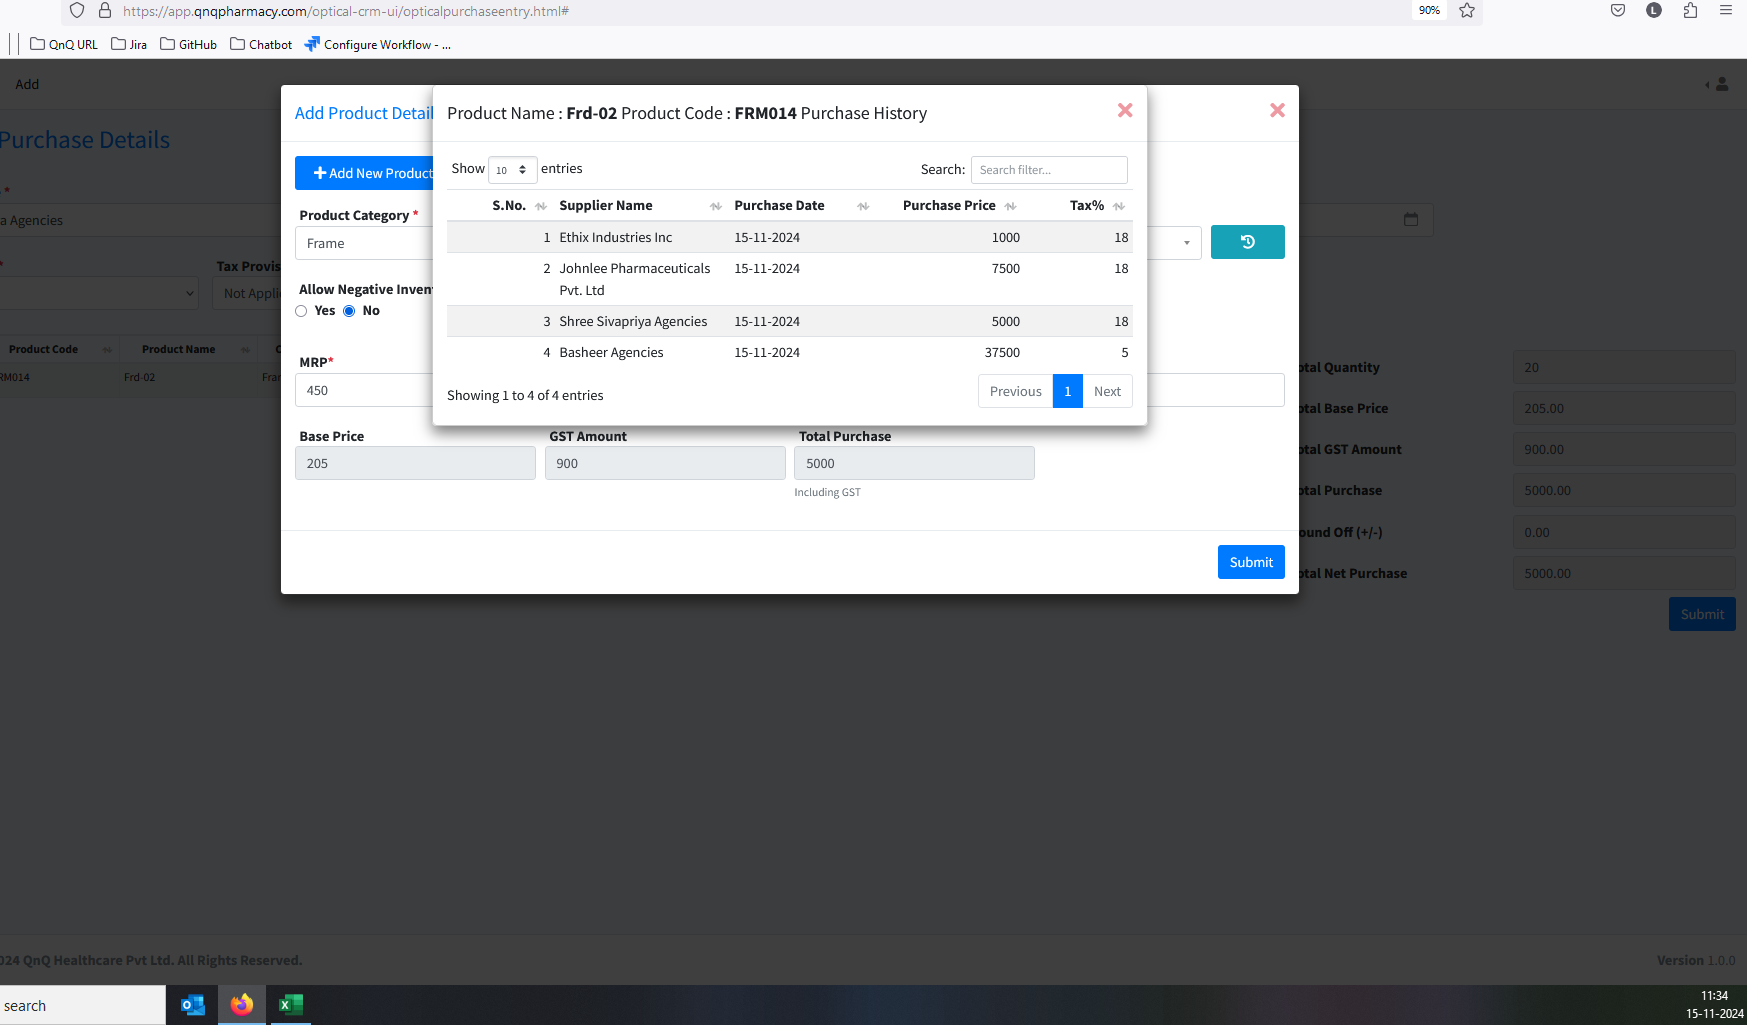 https://app.qnqpharmacy.com/optical-crm-ui/opticalpurchaseentry.html#
90%
L
QnQ URL
Jira
GitHub
Chatbot
Configure Workflow - ...
Add
Purchase Details
*
a Agencies
*
Tax Provis
Not Appli
Product Code
Product Name
RM014
Frd-02
Fran
Add Product Detail
Add New Product
Product Category *
Frame
Allow Negative Inven
Yes
No
MRP*
450
Base Price
GST Amount
Total Purchase
205
900
5000
Including GST
Submit
Product Name : Frd-02 Product Code : FRM014 Purchase History
Show 10 entries
Search: Search filter...
S.No. Supplier Name Purchase Date Purchase Price Tax%
1 Ethix Industries Inc 15-11-2024 1000 18
2 Johnlee Pharmaceuticals 15-11-2024 7500 18
Pvt. Ltd
3 Shree Sivapriya Agencies 15-11-2024 5000 18
4 Basheer Agencies 15-11-2024 37500 5
Showing 1 to 4 of 4 entries
Previous 1 Next
otal Quantity 20
otal Base Price 205.00
otal GST Amount 900.00
otal Purchase 5000.00
ound Off (+/-) 0.00
otal Net Purchase 5000.00
Submit
024 QnQ Healthcare Pvt Ltd. All Rights Reserved.
Version 1.0.0
search
11:34
15-11-2024